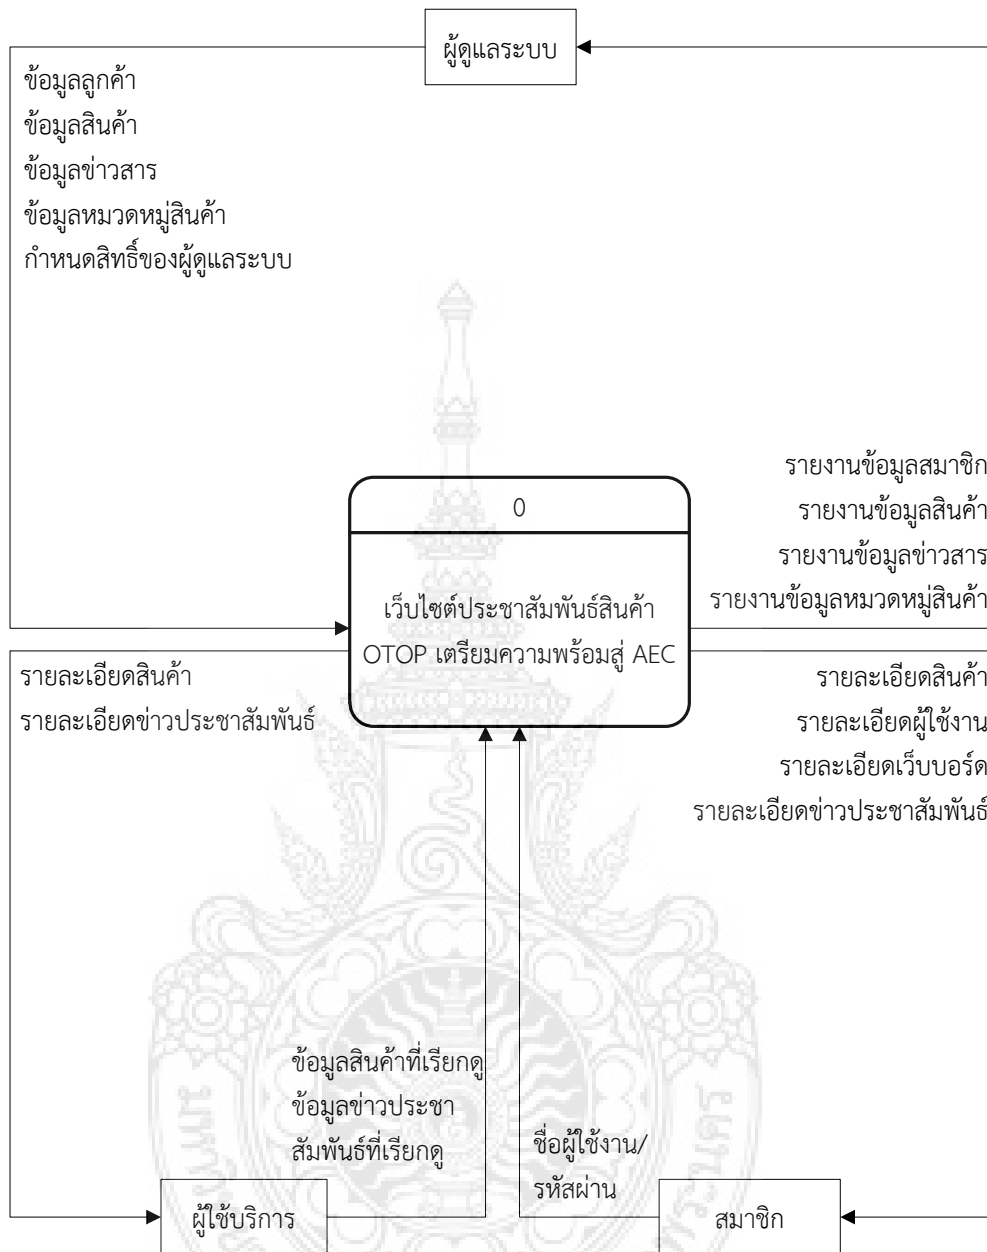 ผู้ดูแลระบบ
ข้อมูลลูกค้า
ข้อมูลสินค้า
ข้อมูลข่าวสาร
ข้อมูลหมวดหมู่สินค้า
กำหนดสิทธิ์ของผู้ดูแลระบบ
รายงานข้อมูลสมาชิก
รายงานข้อมูลสินค้า
รายงานข้อมูลข่าวสาร
รายงานข้อมูลหมวดหมู่สินค้า
0
เว็บไซต์ประชาสัมพันธ์สินค้า
OTOP เตรียมความพร้อมสู่ AEC
รายละเอียดสินค้า
รายละเอียดข่าวประชาสัมพันธ์
รายละเอียดสินค้า
รายละเอียดผู้ใช้งาน
รายละเอียดเว็บบอร์ด
รายละเอียดข่าวประชาสัมพันธ์
ข้อมูลสินค้าที่เรียกดู
ข้อมูลข่าวประชา
สัมพันธ์ที่เรียกดู
ชื่อผู้ใช้งาน/
รหัสผ่าน
ผู้ใช้บริการ
สมาชิก